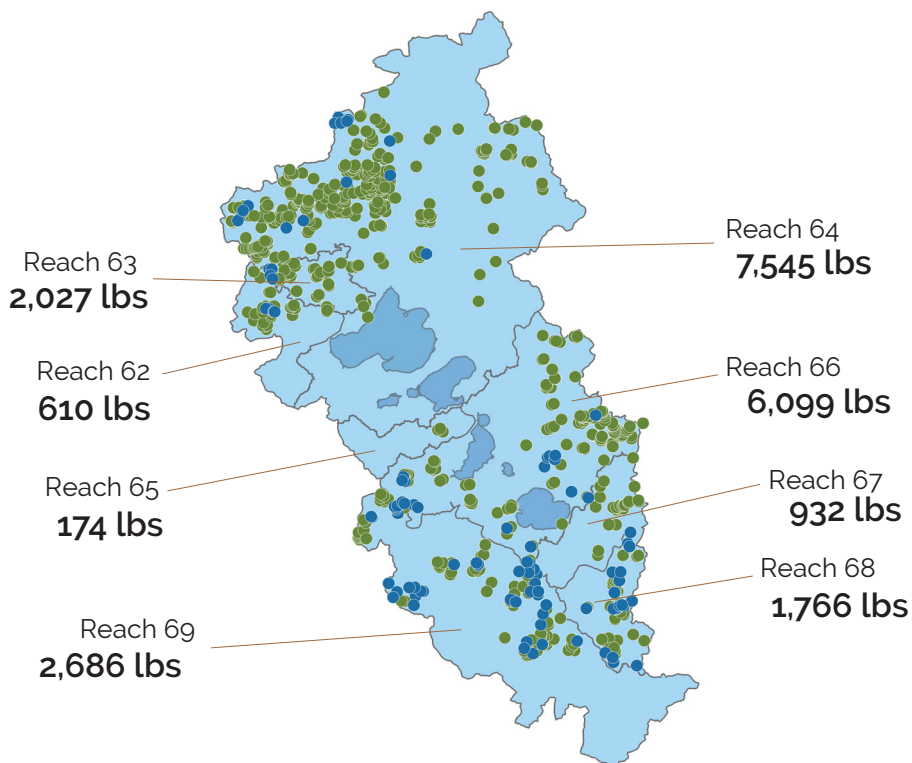 Reach 64
7,545 lbs
Reach 63
2,027 lbs
Reach 62
610 lbs
Reach 66
6,099 lbs
Reach 65
174 lbs
Reach 67
932 lbs
Reach 68
1,766 lbs
Reach 69
2,686 lbs